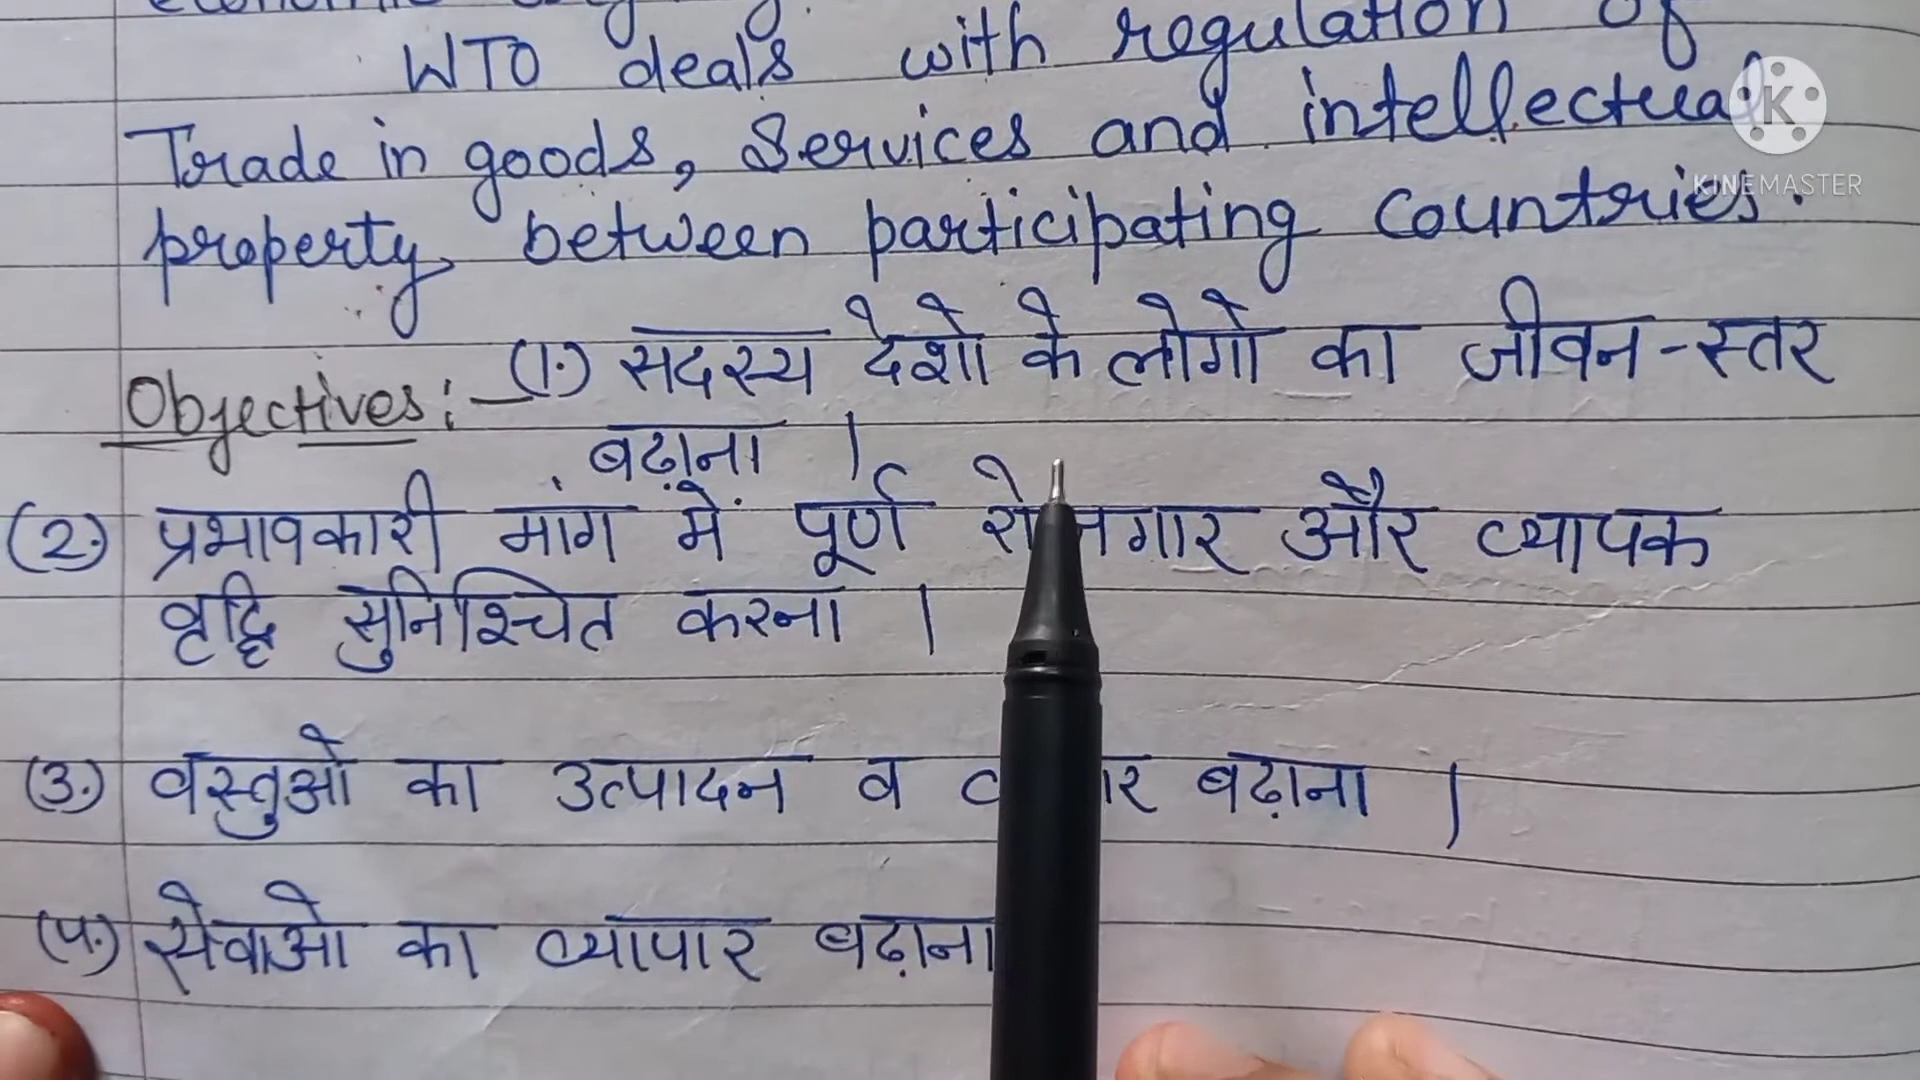 WTO deals with regulation of
Trade in goods, Services and intellectual
property, between participating Countries.
Objectives :- (1.) सदस्य देशो के लोगो का जीवन-स्तर
बढ़ाना ।
(2.) प्रभावकारी मांग में पूर्ण और व्यापक
वृद्धि सुनिश्चित करना ।
(3.) वस्तुओ का उत्पादन व बढ़ाना ।
(4.) सेवाओ का व्यापार बढ़ाना
KINEMASTER